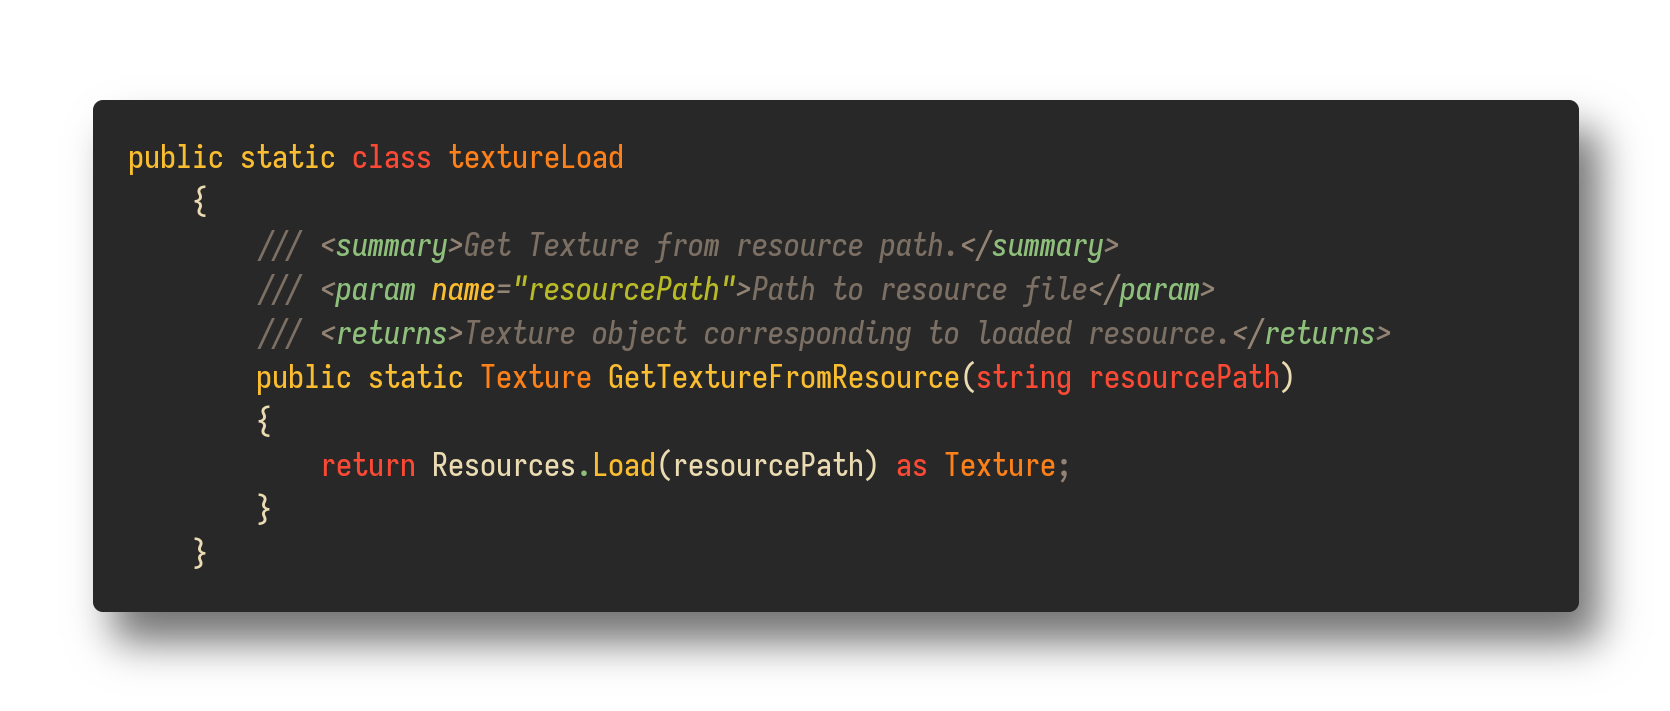 public static class textureLoad
{
/// <summary>Get Texture from resource path.</summary>
/// <param name="resourcePath">Path to resource file</param>
/// <returns>Texture object corresponding to loaded resource.</returns>
public static Texture GetTextureFromResource(string resourcePath)
{
return Resources.Load(resourcePath) as Texture;
}
}